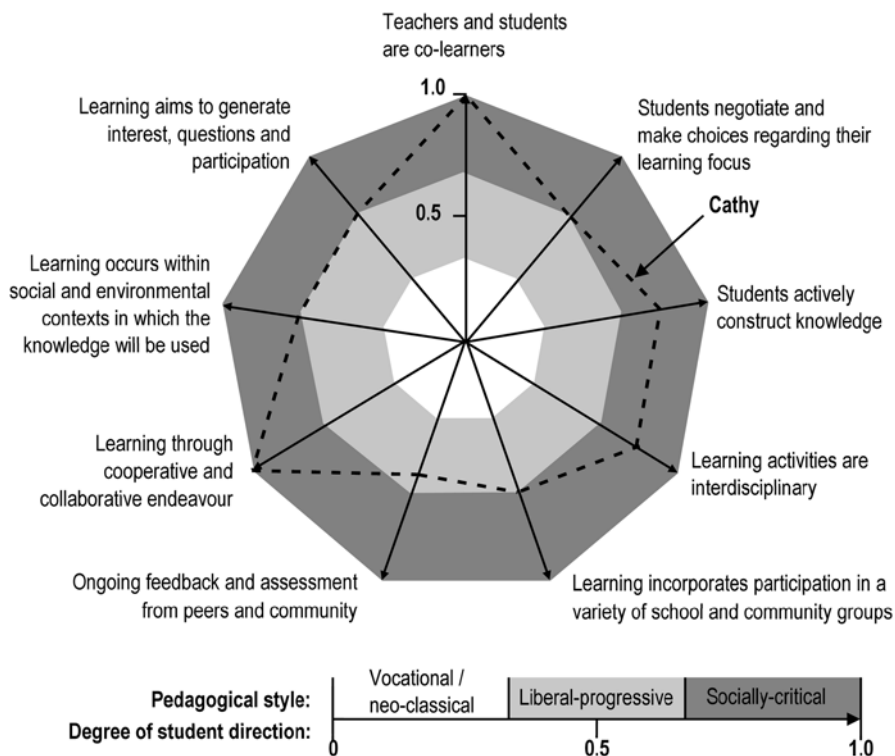 Teachers and students
are co-learners
1.0
Learning aims to generate
interest, questions and
participation
Students negotiate and
make choices regarding their
learning focus
0.5
Cathy
Learning occurs within
social and environmental
contexts in which the
knowledge will be used
Students actively
construct knowledge
Learning through
cooperative and
collaborative endeavour
Learning activities are
interdisciplinary
Ongoing feedback and assessment
from peers and community
Learning incorporates participation in a
variety of school and community groups
Pedagogical style:
Vocational /
neo-classical
Liberal-progressive
Socially-critical
Degree of student direction:
0
0.5
1.0